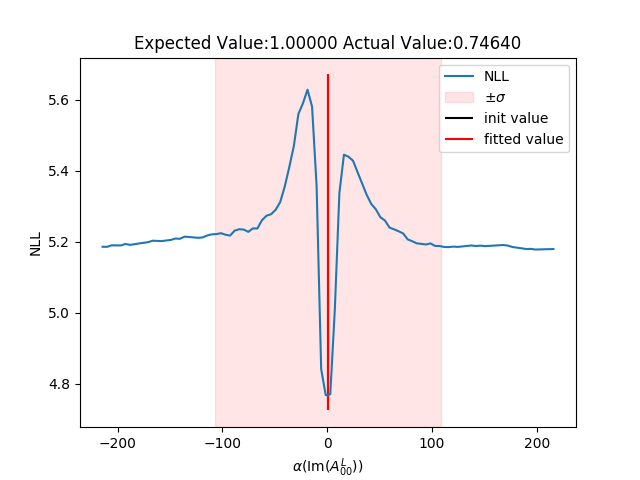 Expected Value:1.00000 Actual Value:0.74640
NLL
±σ
init value
fitted value
NLL
5.6
5.4
5.2
5.0
4.8
−200
−100
0
100
200
α(Im(A^L_00))